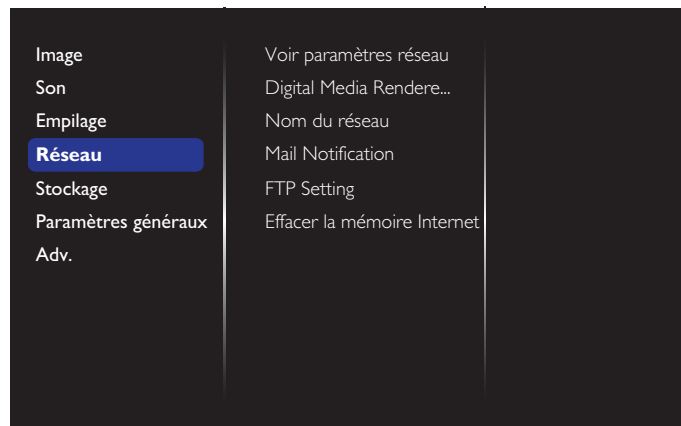 Image
Son
Empilage
Réseau
Stockage
Paramètres généraux
Adv.
Voir paramètres réseau
Digital Media Rendere...
Nom du réseau
Mail Notification
FTP Setting
Effacer la mémoire Internet